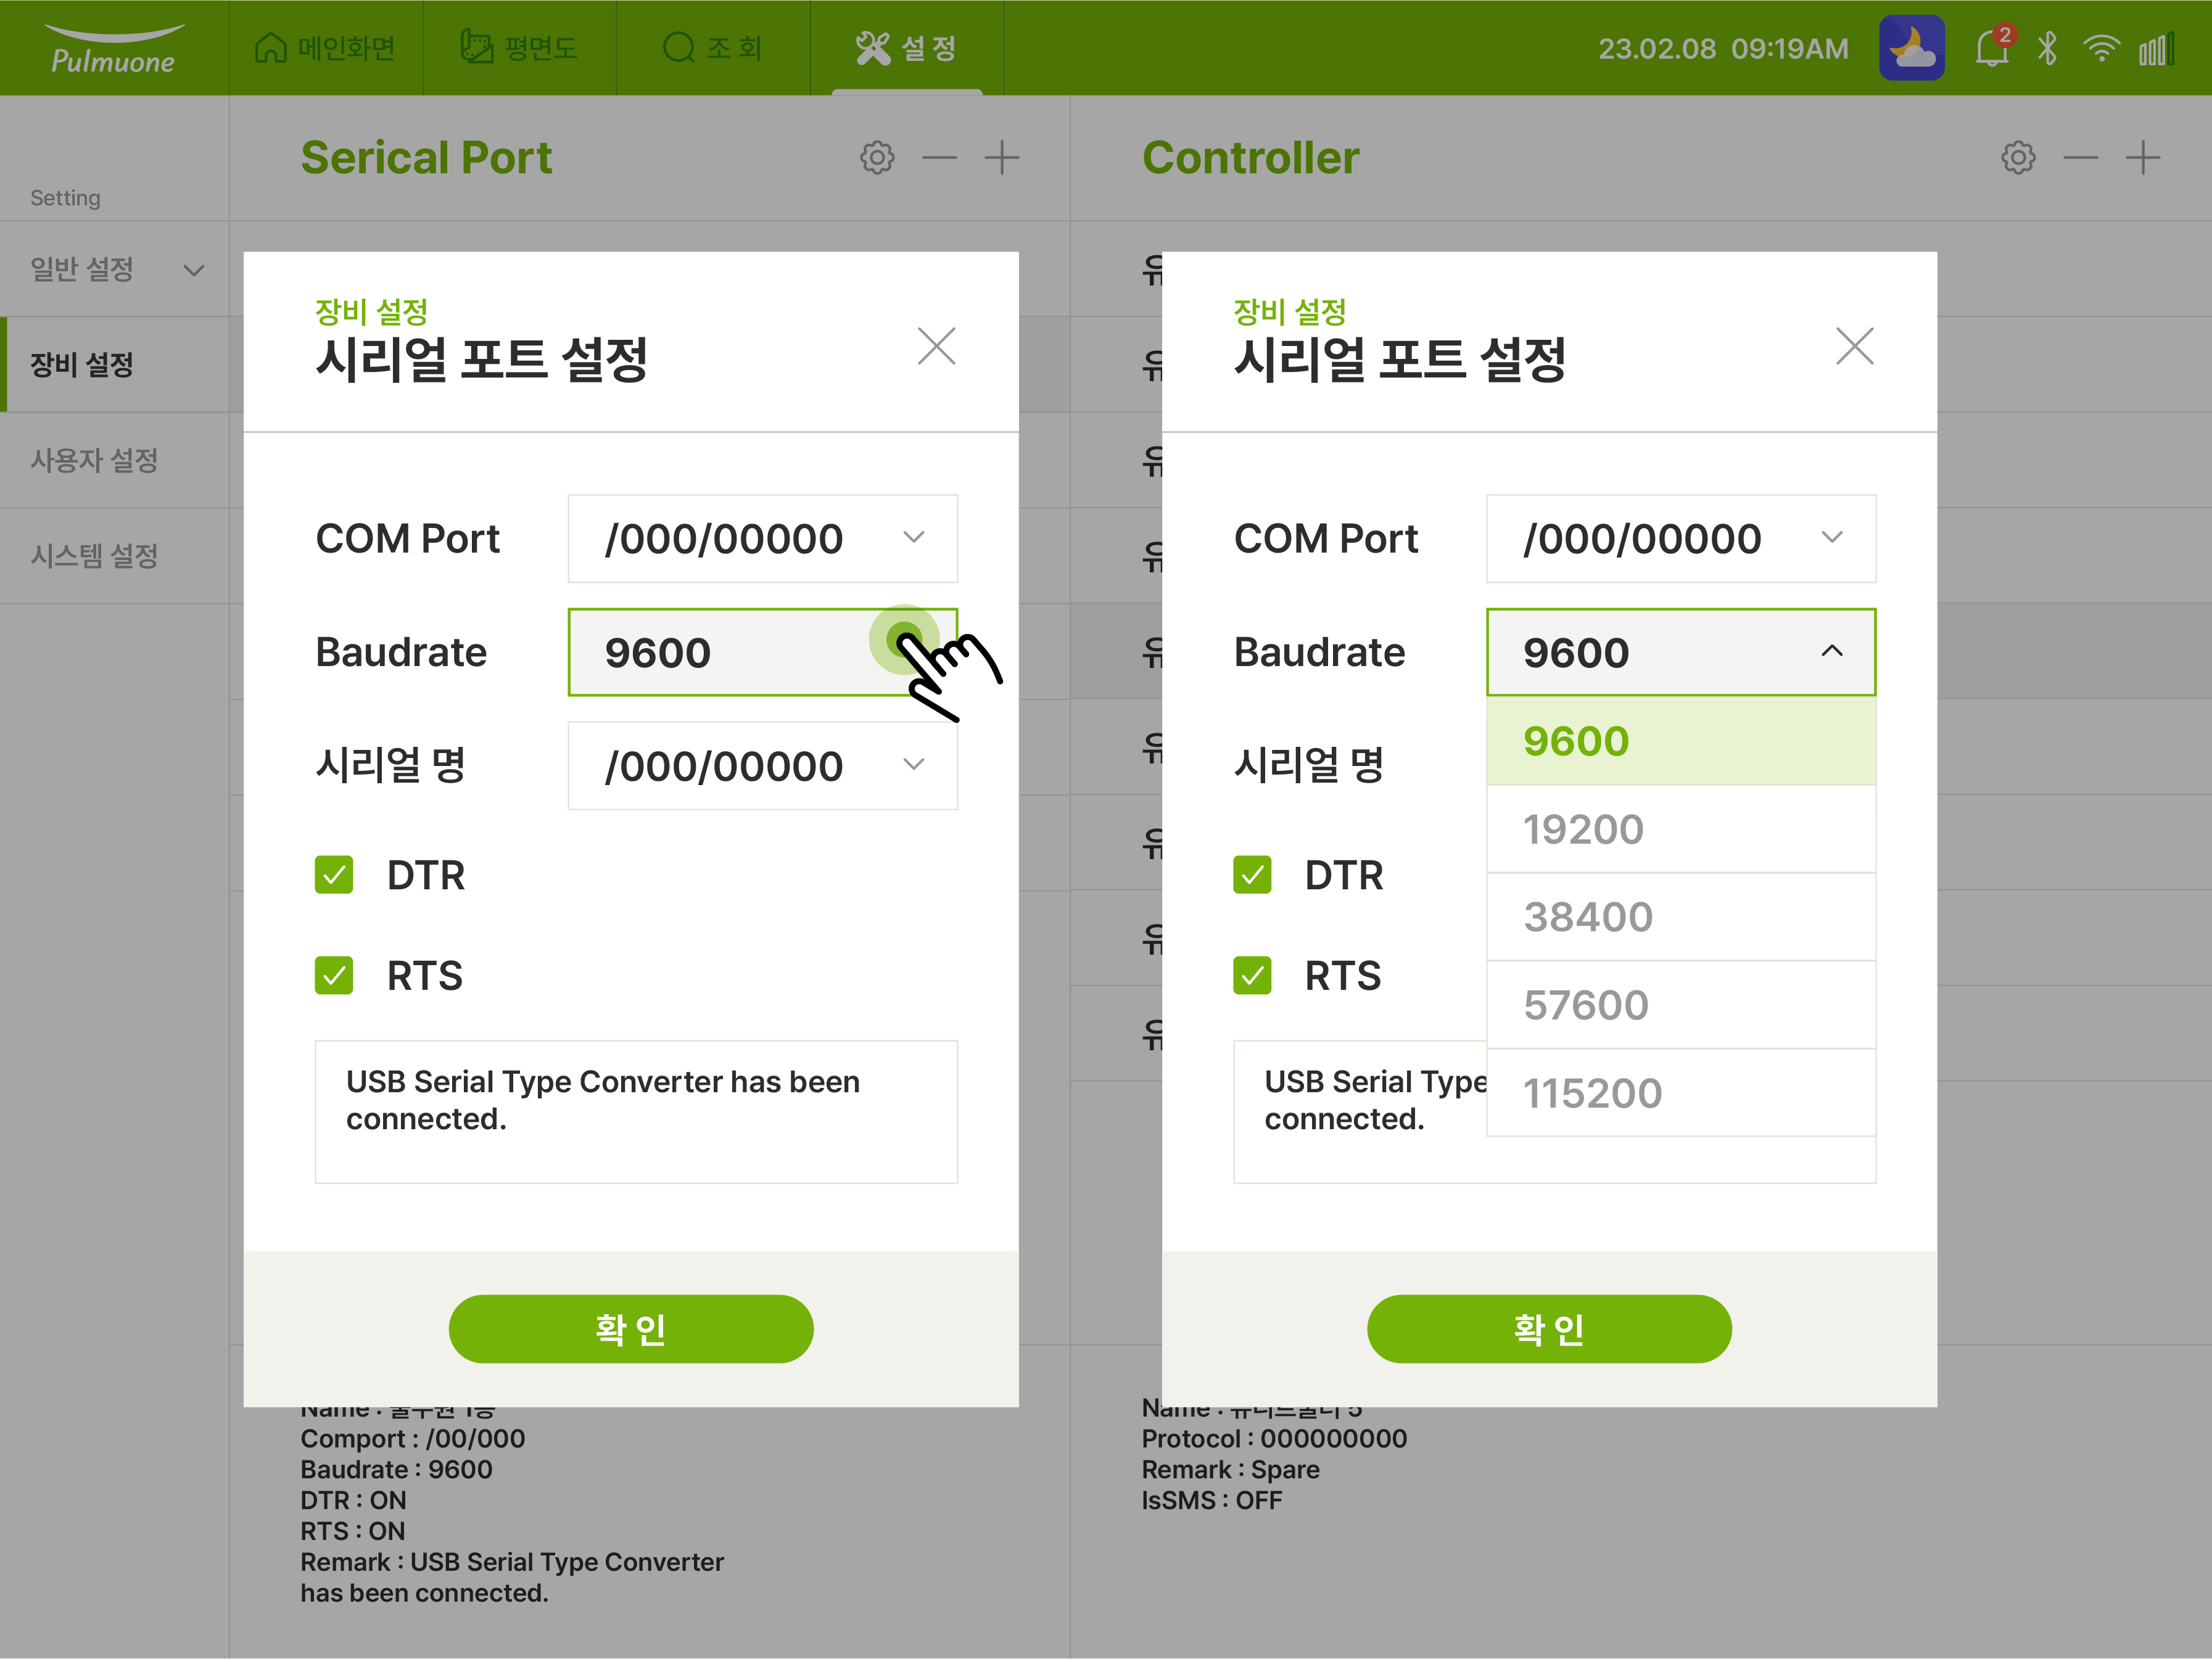 Pulmuone
메인화면
평면도
조 회
설 정
23.02.08 09:19AM
2
Setting
일반 설정
장비 설정
사용자 설정
시스템 설정
Serical Port
Controller
장비 설정
시리얼 포트 설정
COM Port
/000/00000
Baudrate
9600
시리얼 명
/000/00000
DTR
RTS
USB Serial Type Converter has been
connected.
확 인
Name :
Comport : /00/000
Baudrate : 9600
DTR : ON
RTS : ON
Remark : USB Serial Type Converter
has been connected.
유
유
유
유
유
유
유
유
유
장비 설정
시리얼 포트 설정
COM Port
/000/00000
Baudrate
9600
9600
19200
38400
57600
115200
시리얼 명
DTR
RTS
USB Serial Type
connected.
확 인
Name :
Protocol : 000000000
Remark : Spare
IsSMS : OFF